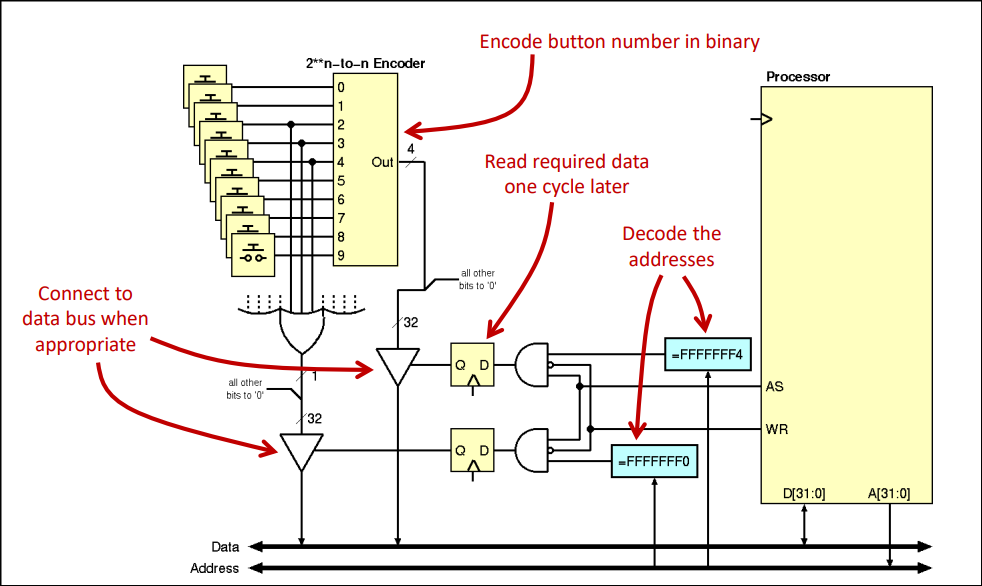 Encode button number in binary
2**n-to-n Encoder
Processor
0
1
2
3
4
5
6
7
8
9
Out
4
Read required data
one cycle later
Decode the
addresses
all other
bits to '0'
Connect to
data bus when
appropriate
32
Q D
=FFFFFFF4
1
AS
all other
bits to '0'
32
WR
Q D
=FFFFFFF0
D[31:0]
A[31:0]
Data
Address